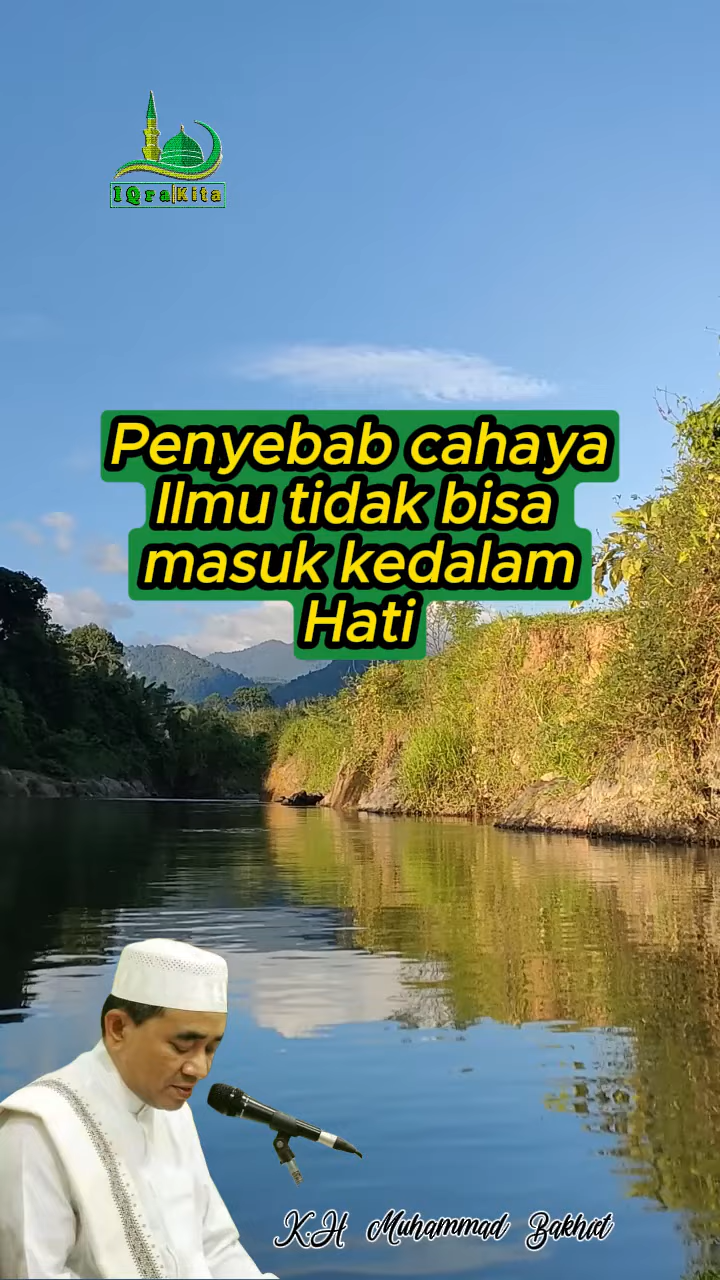 IQra Kita
Penyebab cahaya
Ilmu tidak bisa
masuk kedalam
Hati
K.H Muhammad Bakhiet